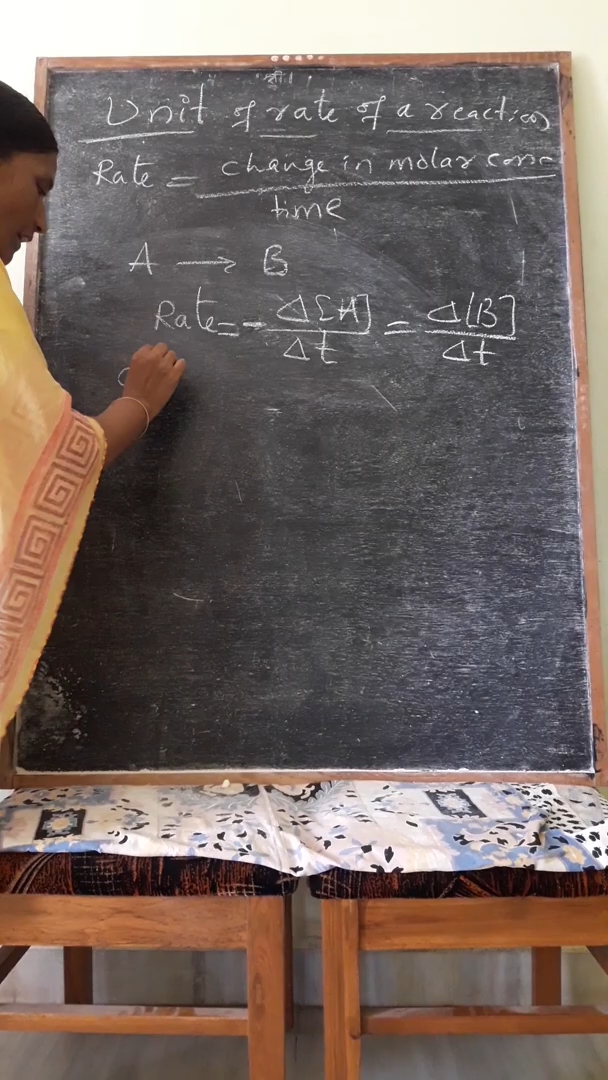 Unit of rate of a reaction
Rate = change in molar conc / time
A → B
Rate = - Δ[A] / Δt = Δ[B] / Δt